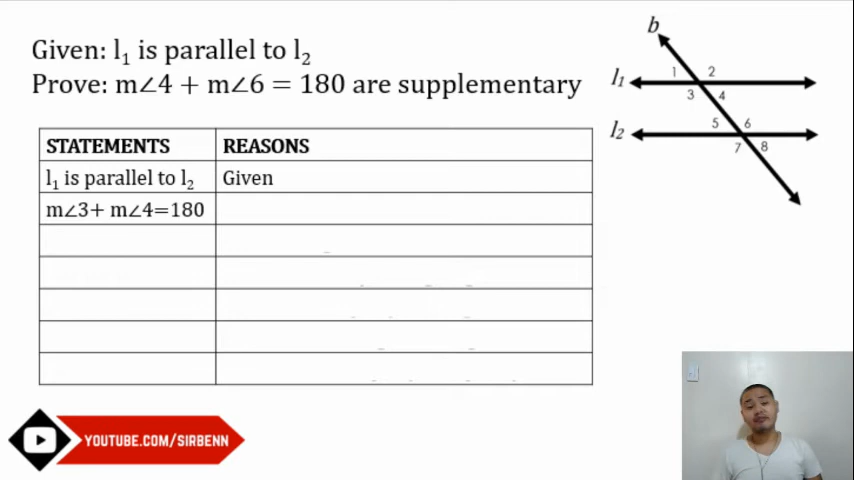 Given: l₁ is parallel to l₂
Prove: m∠4 + m∠6 = 180 are supplementary
STATEMENTS REASONS
l₁ is parallel to l₂ Given
m∠3+ m∠4=180
b
l₁ 1 2
3 4
l₂ 5 6
7 8
YOUTUBE.COM/SIRBENN